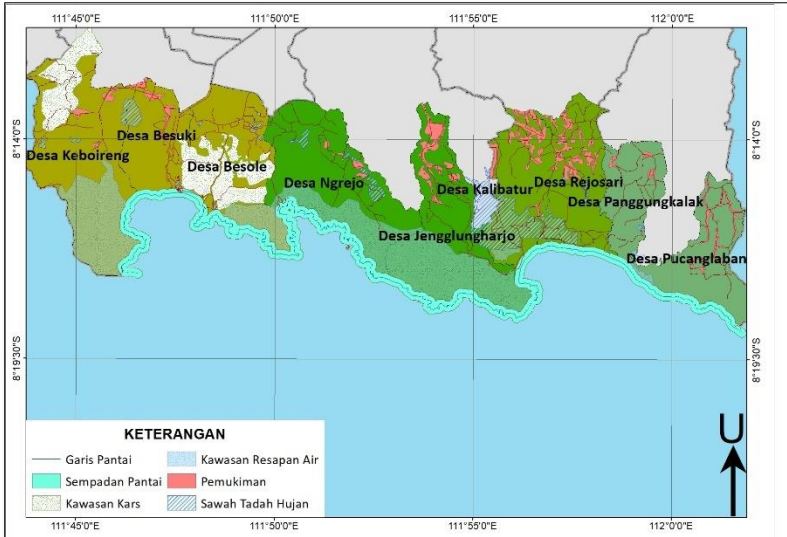 111°45'0"E 111°50'0"E 111°55'0"E 112°0'0"E
8°14'0"S 8°14'0"S
Desa Besuki
Desa Keboireng
Desa Besole
Desa Ngrejo
Desa Kalibatur
Desa Rejosari
Desa Panggungkalak
Desa Jengglungharjo
Desa Pucanglaban
8°19'30"S 8°19'30"S
KETERANGAN
Garis Pantai
Sempadan Pantai
Kawasan Kars
Kawasan Resapan Air
Pemukiman
Sawah Tadah Hujan
U
111°45'0"E 111°50'0"E 111°55'0"E 112°0'0"E